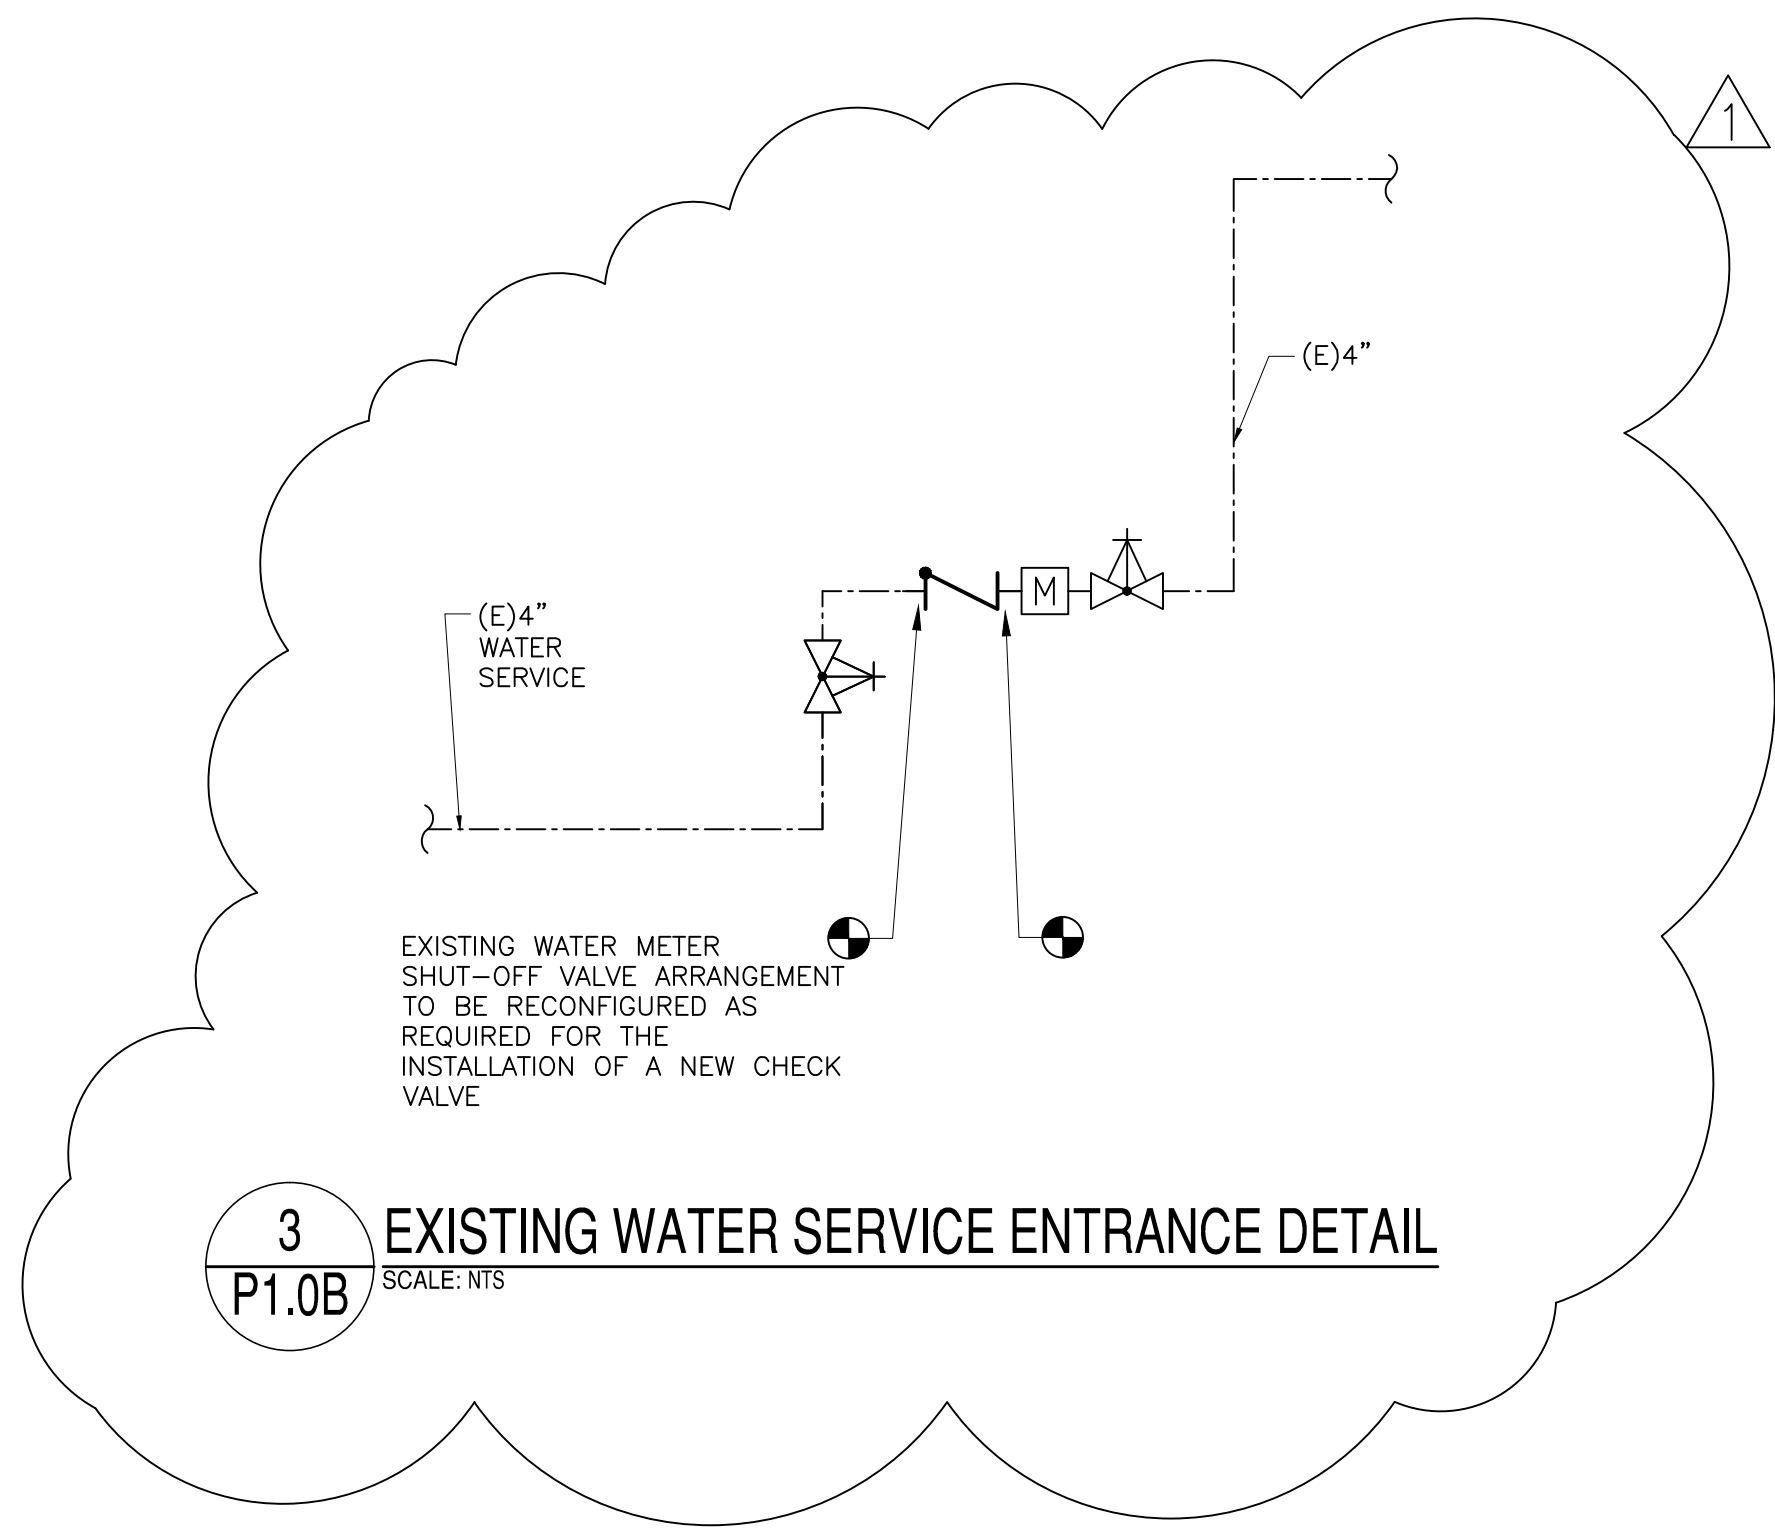 1
(E)4"
(E)4"
WATER
SERVICE
M
EXISTING WATER METER
SHUT-OFF VALVE ARRANGEMENT
TO BE RECONFIGURED AS
REQUIRED FOR THE
INSTALLATION OF A NEW CHECK
VALVE
3
P1.0B
EXISTING WATER SERVICE ENTRANCE DETAIL
SCALE: NTS